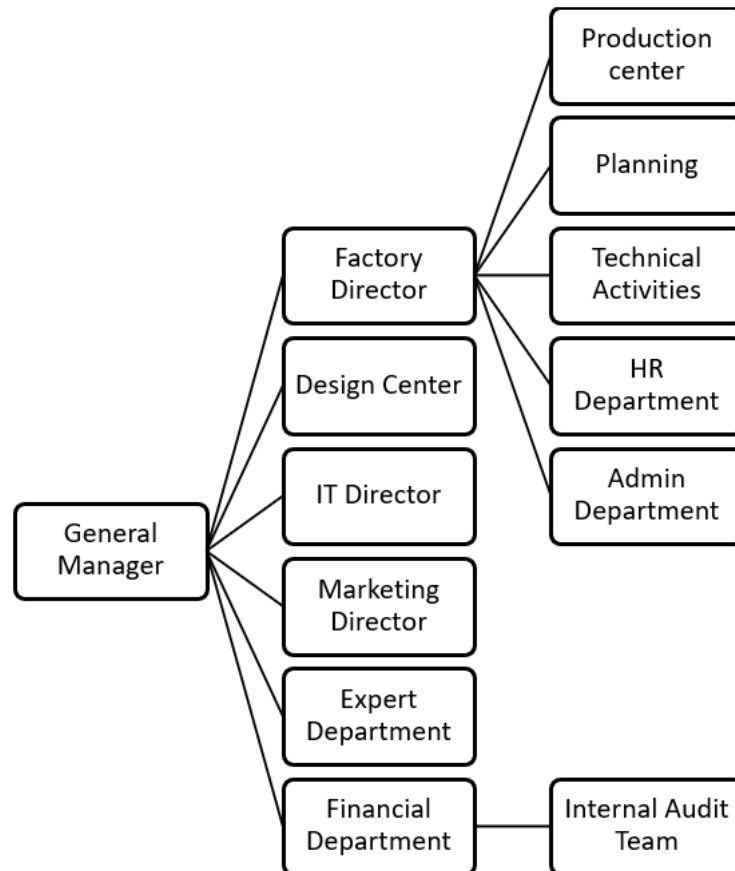 Production
center
Planning
Factory
Director
Technical
Activities
Design Center
HR
Department
IT Director
Admin
Department
General
Manager
Marketing
Director
Expert
Department
Financial
Department
Internal Audit
Team